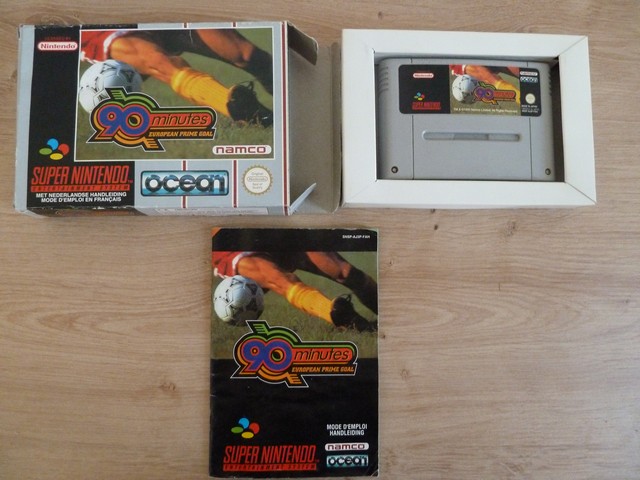 Nintendo
90 minutes
EUROPEAN PRIME GOAL
namco
SUPER NINTENDO
ENTERTAINMENT SYSTEM
MET NEDERLANDSE HANDLEIDING
MODE D'EMPLOI EN FRANÇAIS
ocean
Nintendo
90 minutes
EUROPEAN PRIME GOAL
SUPER NINTENDO
90 minutes
EUROPEAN PRIME GOAL
MODE D'EMPLOI
HANDLEIDING
SUPER NINTENDO
ENTERTAINMENT SYSTEM
namco
ocean